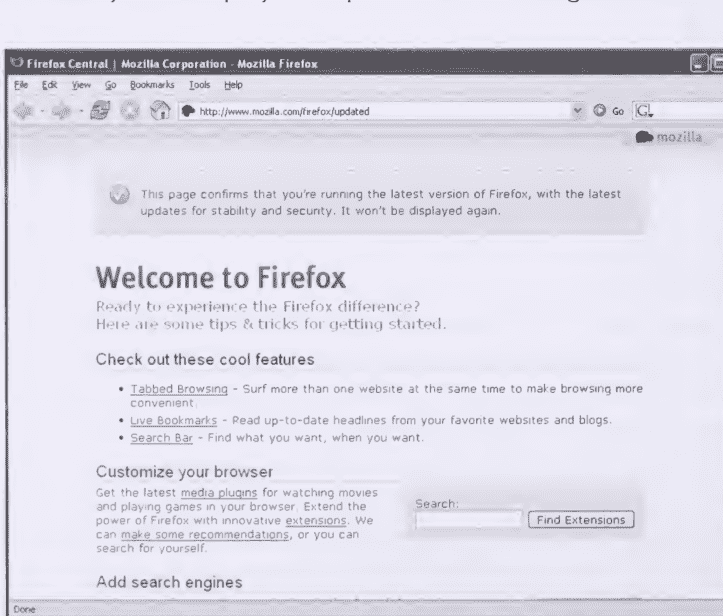 Firefox Central | Mozilla Corporation - Mozilla Firefox
File Edit View Go Bookmarks Tools Help
http://www.mozilla.com/firefox/updated Go G
mozilla
This page confirms that you're running the latest version of Firefox, with the latest
updates for stability and security. It won't be displayed again.
Welcome to Firefox
Ready to experience the Firefox difference?
Here are some tips & tricks for getting started.
Check out these cool features
• Tabbed Browsing - Surf more than one website at the same time to make browsing more
convenient.
• Live Bookmarks - Read up-to-date headlines from your favorite websites and blogs.
• Search Bar - Find what you want, when you want.
Customize your browser
Get the latest media plugins for watching movies
and playing games in your browser. Extend the
power of Firefox with innovative extensions. We
can make some recommendations, or you can
search for yourself.
Search:
Find Extensions
Add search engines
Done